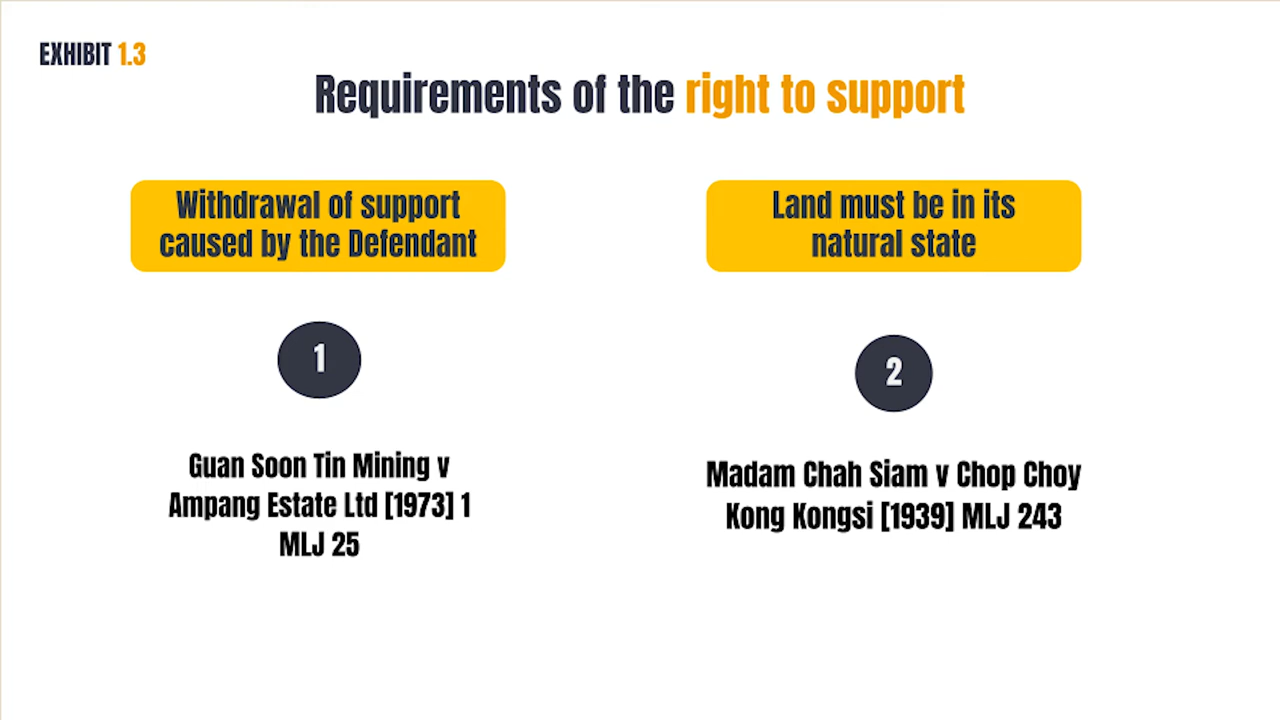 EXHIBIT 1.3
Requirements of the right to support
Withdrawal of support
caused by the Defendant
1
Guan Soon Tin Mining v
Ampang Estate Ltd [1973] 1
MLJ 25
Land must be in its
natural state
2
Madam Chah Siam v Chop Choy
Kong Kongsi [1939] MLJ 243